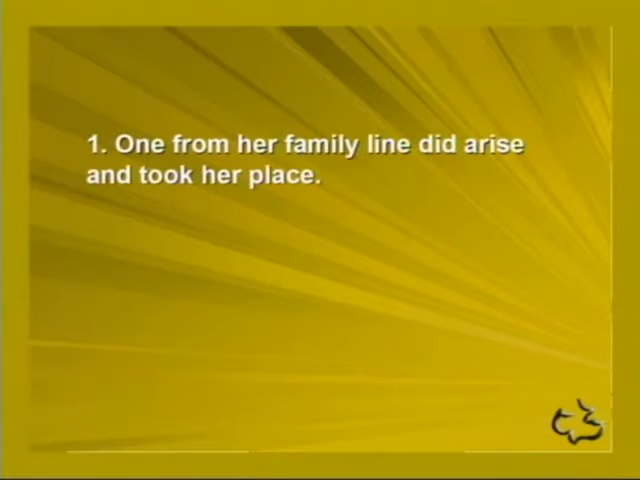 1. One from her family line did arise
and took her place.